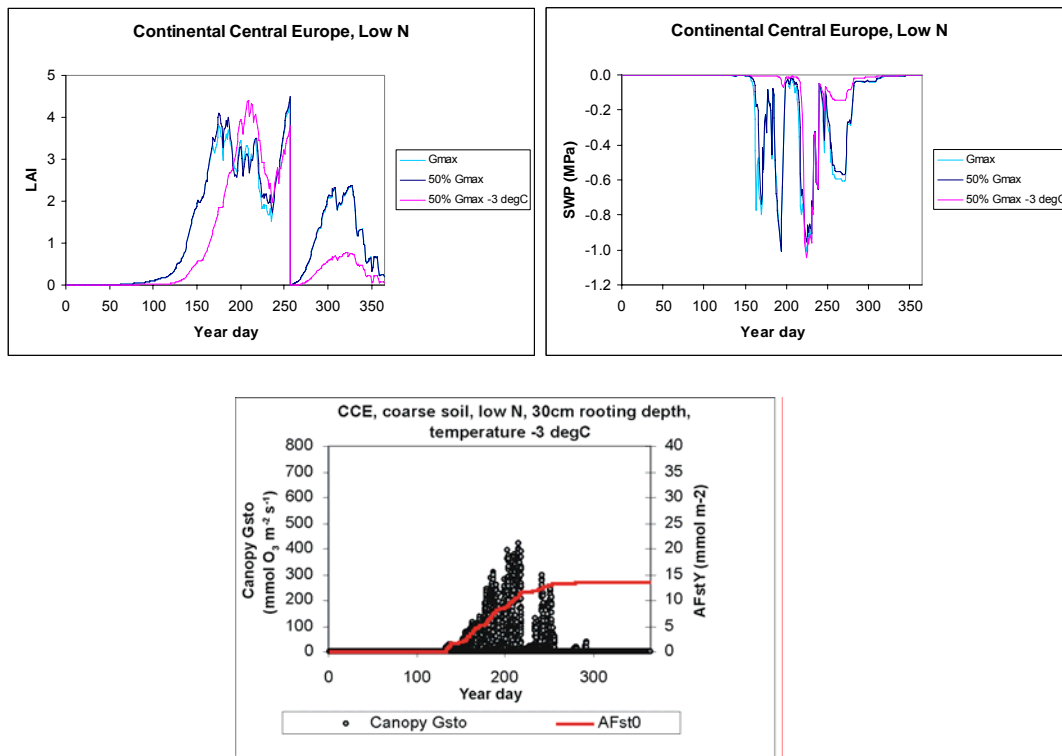 Continental Central Europe, Low N
5
4
3
2
1
0
LAI
0 50 100 150 200 250 300 350
Year day
Gmax
50% Gmax
50% Gmax -3 degC
Continental Central Europe, Low N
0.0
-0.2
-0.4
-0.6
-0.8
-1.0
-1.2
SWP (MPa)
0 50 100 150 200 250 300 350
Year day
Gmax
50% Gmax
50% Gmax -3 degC
CCE, coarse soil, low N, 30cm rooting depth,
temperature -3 degC
Canopy Gsto
(mmol O₃ m⁻² s⁻¹)
800
700
600
500
400
300
200
100
0
40
35
30
25
20
15
10
5
0
AFstY (mmol m-2)
0 100 200 300
Year day
Canopy Gsto
AFst0